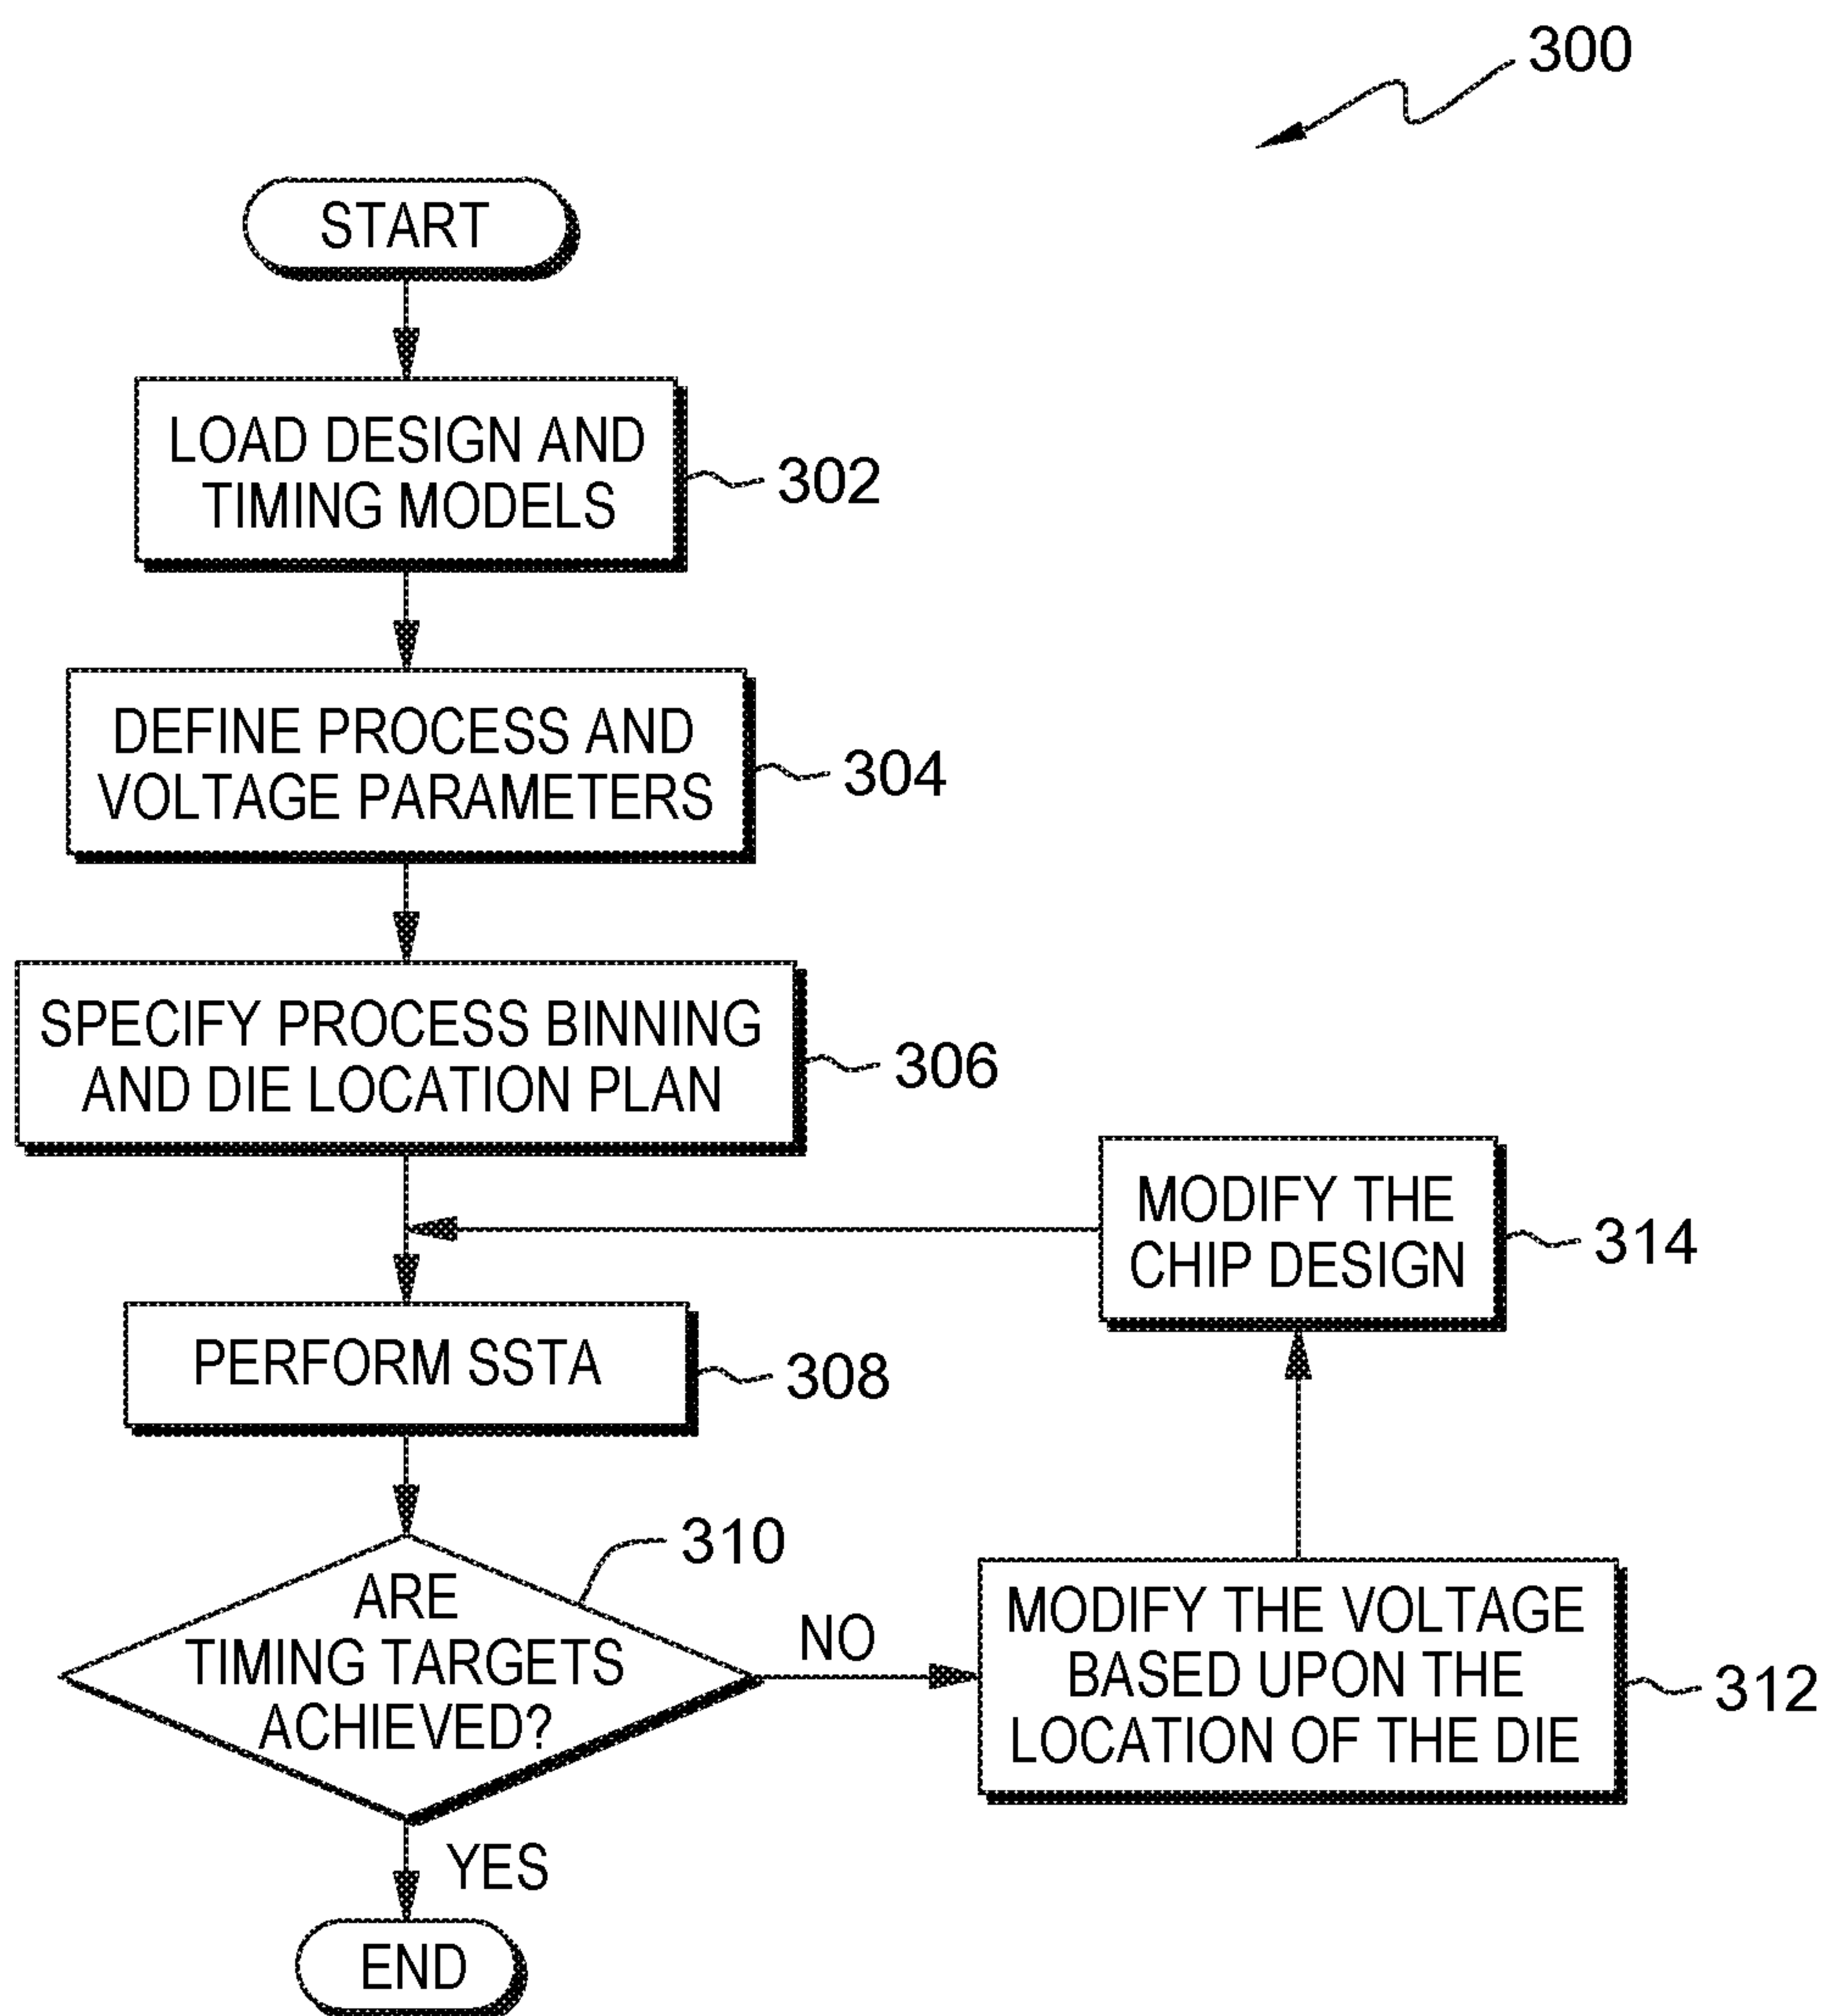 300
START
LOAD DESIGN AND
TIMING MODELS
302
DEFINE PROCESS AND
VOLTAGE PARAMETERS
304
SPECIFY PROCESS BINNING
AND DIE LOCATION PLAN
306
MODIFY THE
CHIP DESIGN
314
PERFORM SSTA
308
ARE
TIMING TARGETS
ACHIEVED?
310
NO
MODIFY THE VOLTAGE
BASED UPON THE
LOCATION OF THE DIE
312
YES
END